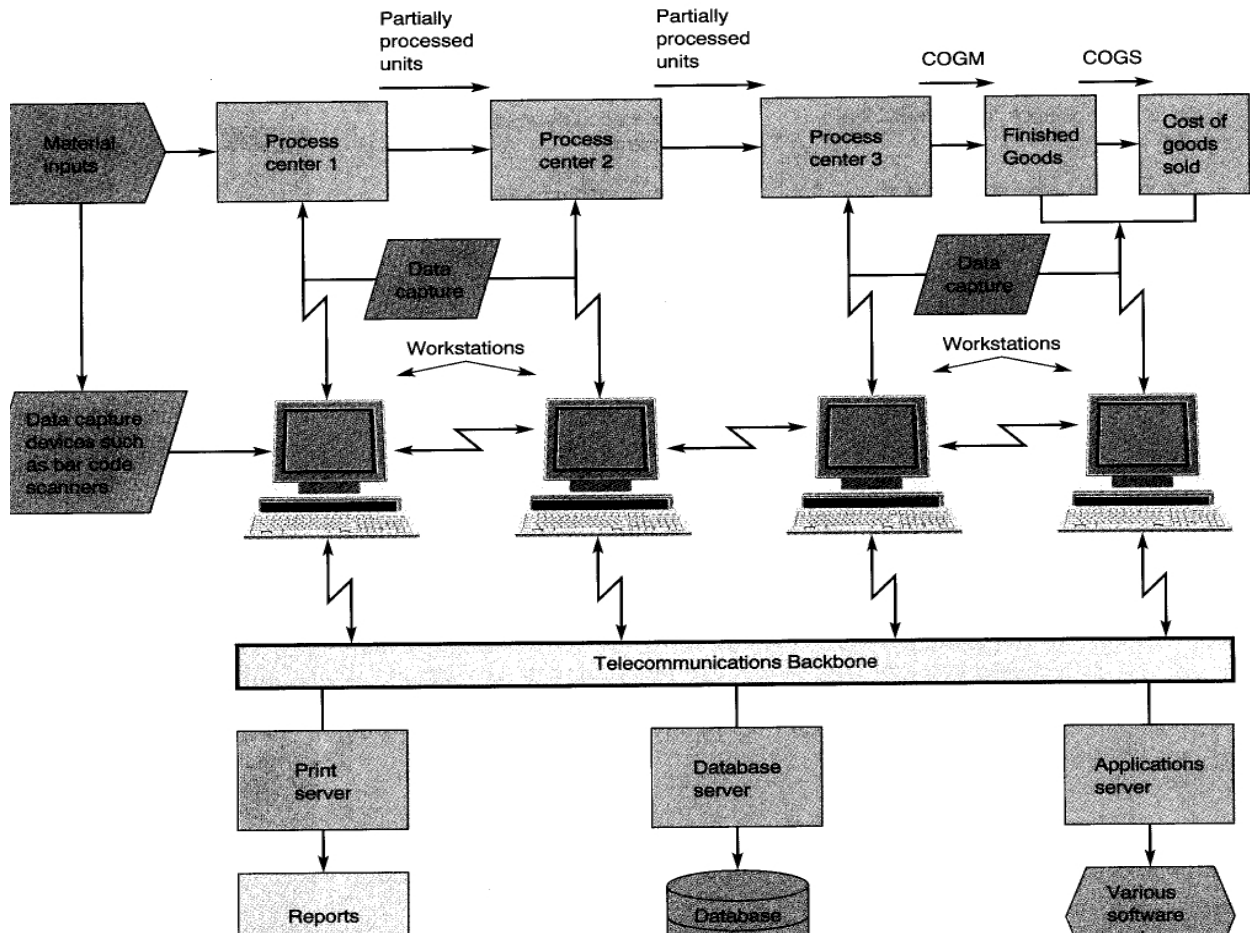 Partially
processed
units
Partially
processed
units
COGM
COGS
Material
inputs
Process
center 1
Process
center 2
Process
center 3
Finished
Goods
Cost of
goods
sold
Data
capture
Data
capture
Workstations
Workstations
Data capture
devices such
as bar code
scanners
Telecommunications Backbone
Print
server
Database
server
Applications
server
Reports
Database
Various
software